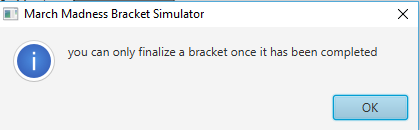 March Madness Bracket Simulator
you can only finalize a bracket once it has been completed
OK